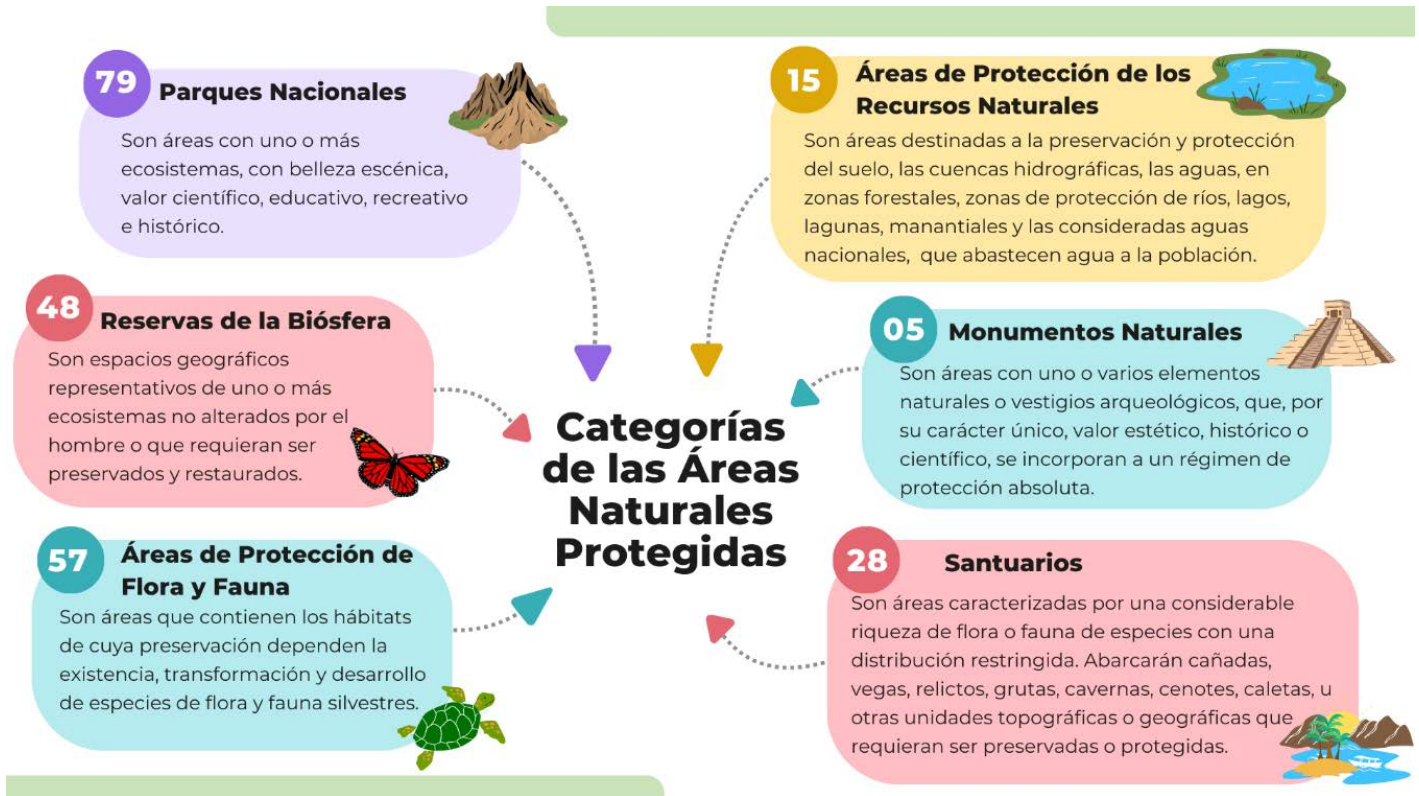 79
Parques Nacionales
Son áreas con uno o más
ecosistemas, con belleza escénica,
valor científico, educativo, recreativo
e histórico.
48
Reservas de la Biósfera
Son espacios geográficos
representativos de uno o más
ecosistemas no alterados por el
hombre o que requieran ser
preservados y restaurados.
57
Áreas de Protección de
Flora y Fauna
Son áreas que contienen los hábitats
de cuya preservación dependen la
existencia, transformación y desarrollo
de especies de flora y fauna silvestres.
Categorías
de las Áreas
Naturales
Protegidas
15
Áreas de Protección de los
Recursos Naturales
Son áreas destinadas a la preservación y protección
del suelo, las cuencas hidrográficas, las aguas, en
zonas forestales, zonas de protección de ríos, lagos,
lagunas, manantiales y las consideradas aguas
nacionales, que abastecen agua a la población.
05
Monumentos Naturales
Son áreas con uno o varios elementos
naturales o vestigios arqueológicos, que, por
su carácter único, valor estético, histórico o
científico, se incorporan a un régimen de
protección absoluta.
28
Santuarios
Son áreas caracterizadas por una considerable
riqueza de flora o fauna de especies con una
distribución restringida. Abarcarán cañadas,
vegas, relictos, grutas, cavernas, cenotes, caletas, u
otras unidades topográficas o geográficas que
requieran ser preservadas o protegidas.